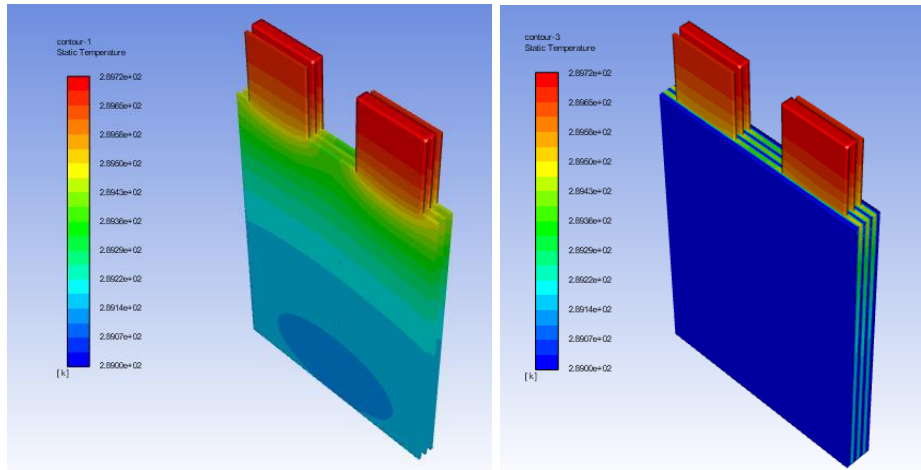 contour-1
Static Temperature
2.8972e+02
2.8965e+02
2.8958e+02
2.8950e+02
2.8943e+02
2.8936e+02
2.8929e+02
2.8922e+02
2.8914e+02
2.8907e+02
2.8900e+02
[ k ]
contour-3
Static Temperature
2.8972e+02
2.8965e+02
2.8958e+02
2.8950e+02
2.8943e+02
2.8936e+02
2.8929e+02
2.8922e+02
2.8914e+02
2.8907e+02
2.8900e+02
[ k ]